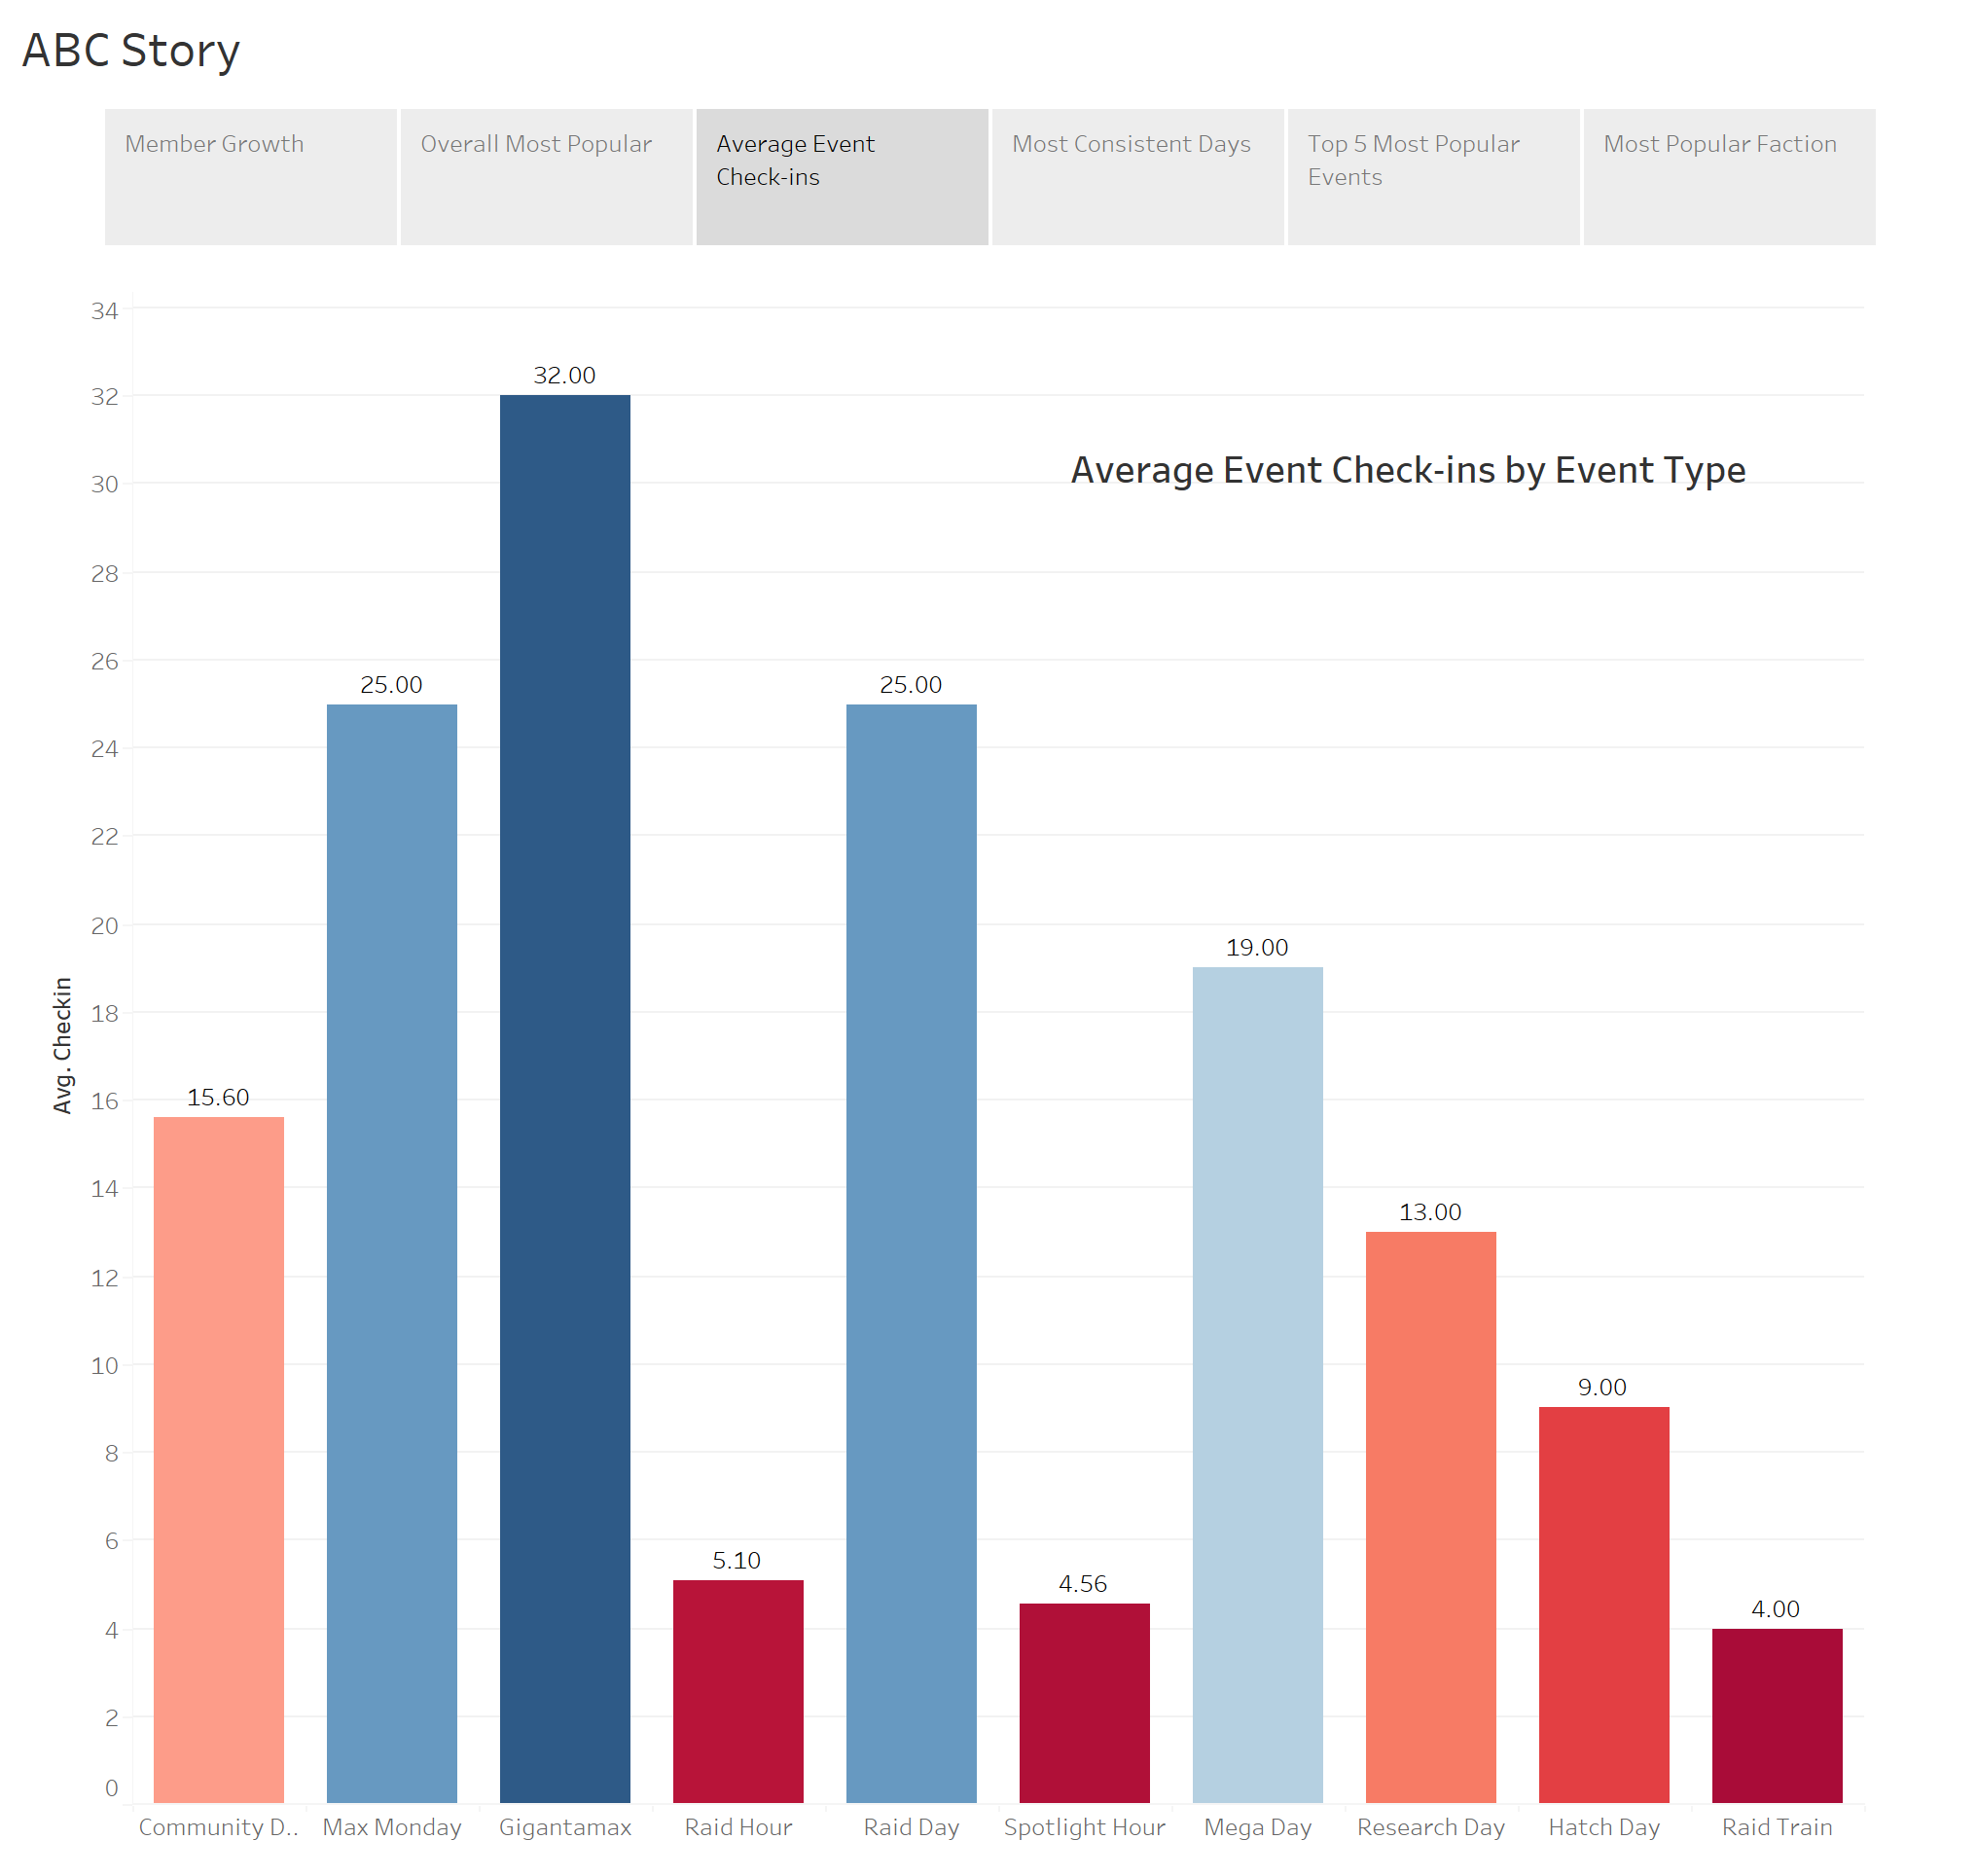 ABC Story
Member Growth
Overall Most Popular
Average Event
Check-ins
Most Consistent Days
Top 5 Most Popular
Events
Most Popular Faction
Average Event Check-ins by Event Type
Avg. Checkin
34
32
30
28
26
24
22
20
18
16
14
12
10
8
6
4
2
0
15.60
25.00
32.00
5.10
25.00
4.56
19.00
13.00
9.00
4.00
Community D..
Max Monday
Gigantamax
Raid Hour
Raid Day
Spotlight Hour
Mega Day
Research Day
Hatch Day
Raid Train